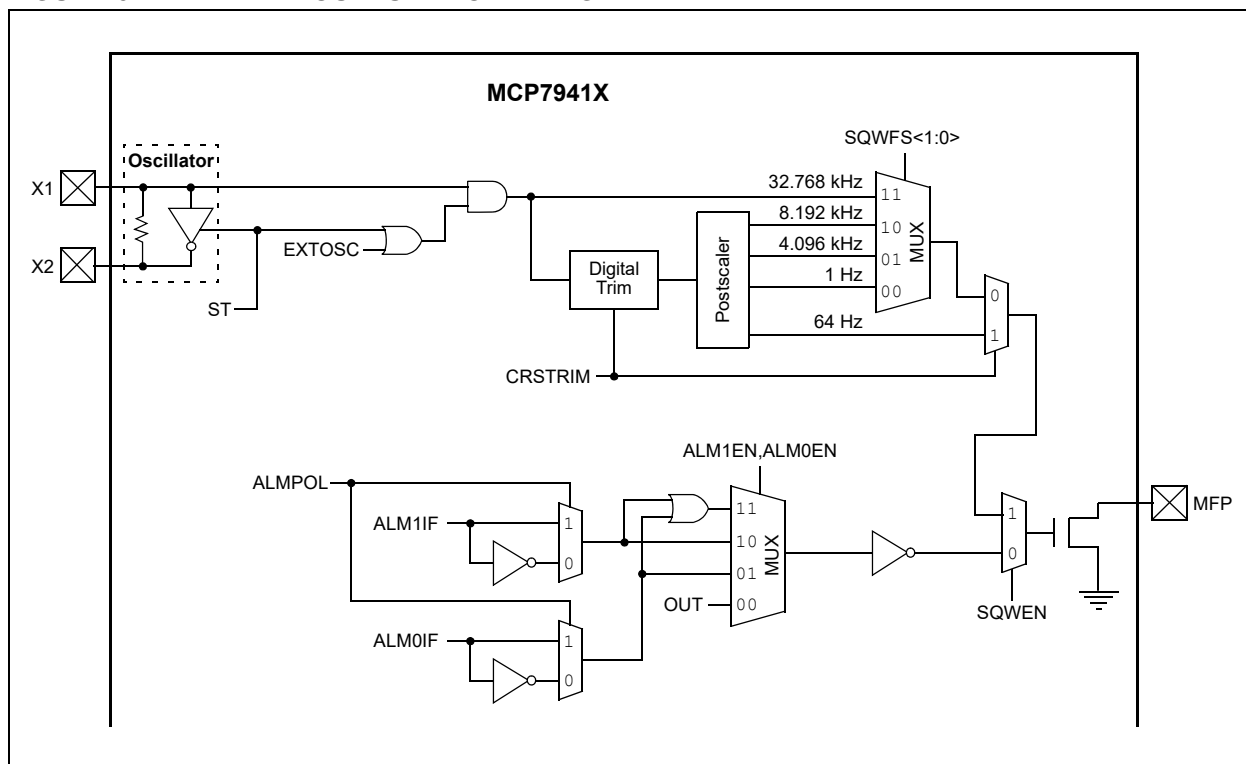 MCP7941X
SQWFS<1:0>
Oscillator
X1
32.768 kHz
11
8.192 kHz
10
EXTOSC
4.096 kHz
01
MUX
X2
Digital
Trim
Postscaler
1 Hz
00
0
ST
64 Hz
1
CRSTRIM
ALM1EN,ALM0EN
ALMPOL
MFP
ALM1IF
1
11
1
0
10
MUX
0
01
OUT
00
SQWEN
ALM0IF
1
0